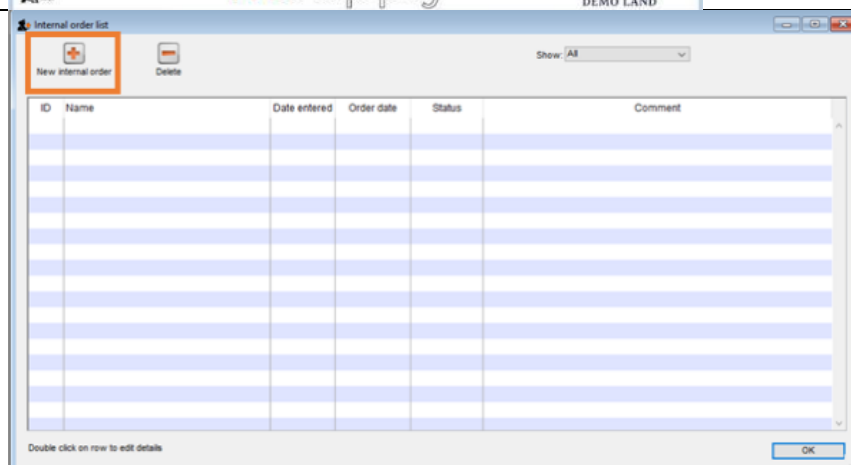 DEMO LAND
Internal order list
New internal order
Delete
Show: All
ID Name Date entered Order date Status Comment
Double click on row to edit details
OK